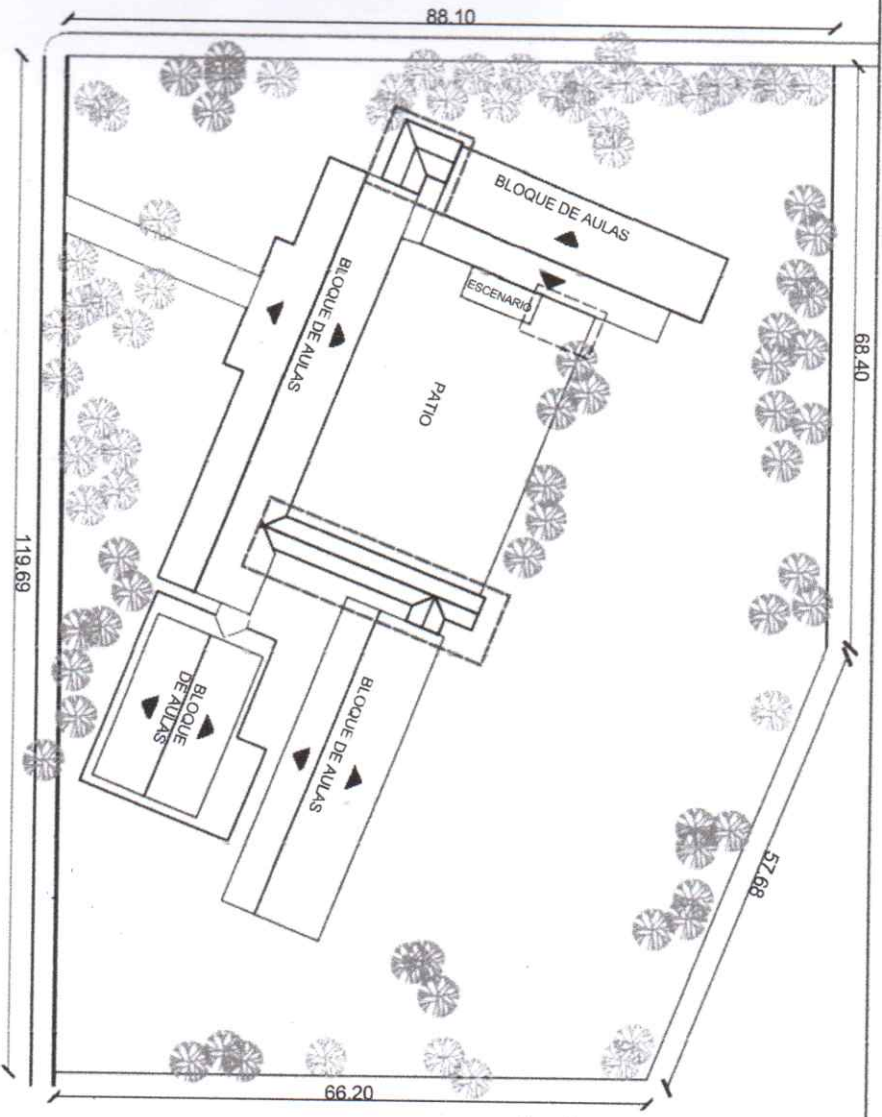 88.10
BLOQUE DE AULAS
ESCENARIO
BLOQUE DE AULAS
68.40
PATIO
119.69
BLOQUE
DE AULAS
BLOQUE DE AULAS
57.68
66.20